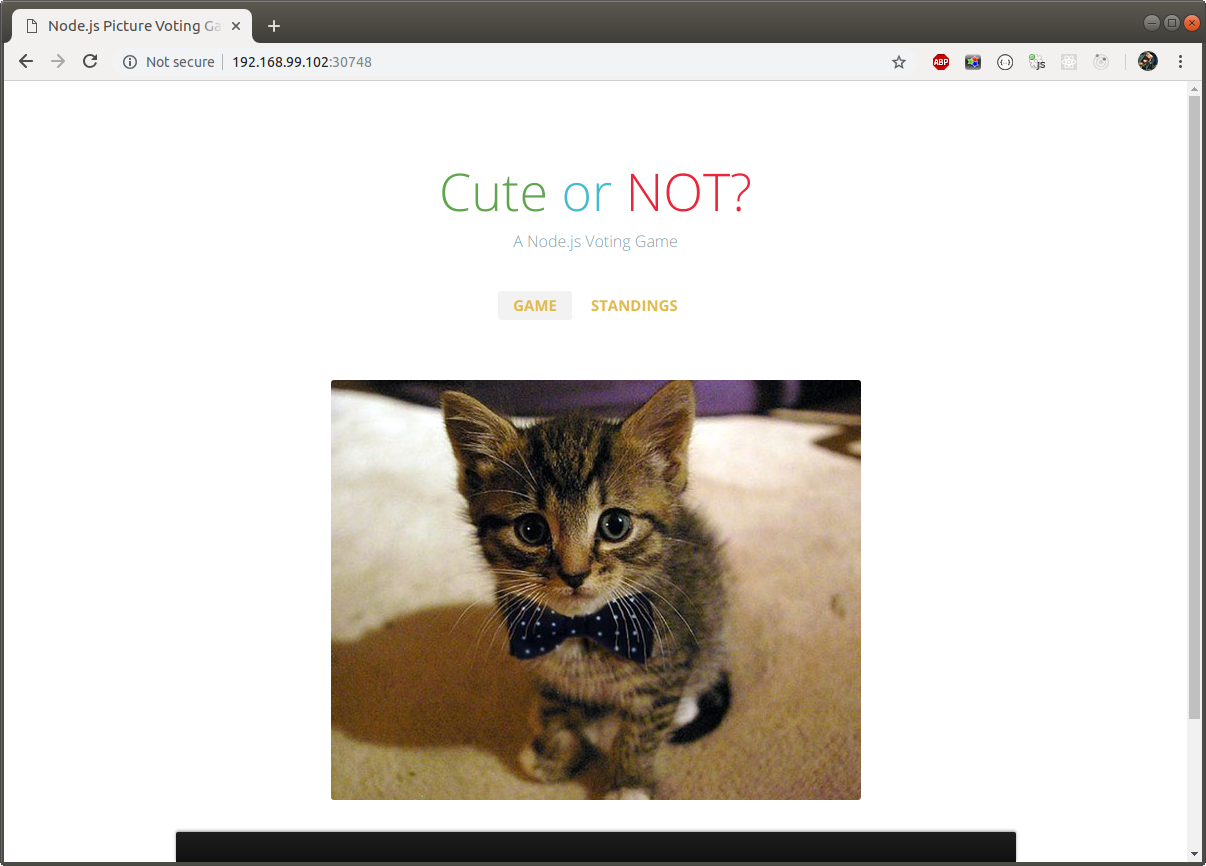 Node.js Picture Voting Ga
Not secure
192.168.99.102:30748
ABP
JS
Cute or NOT?
A Node.js Voting Game
GAME
STANDINGS